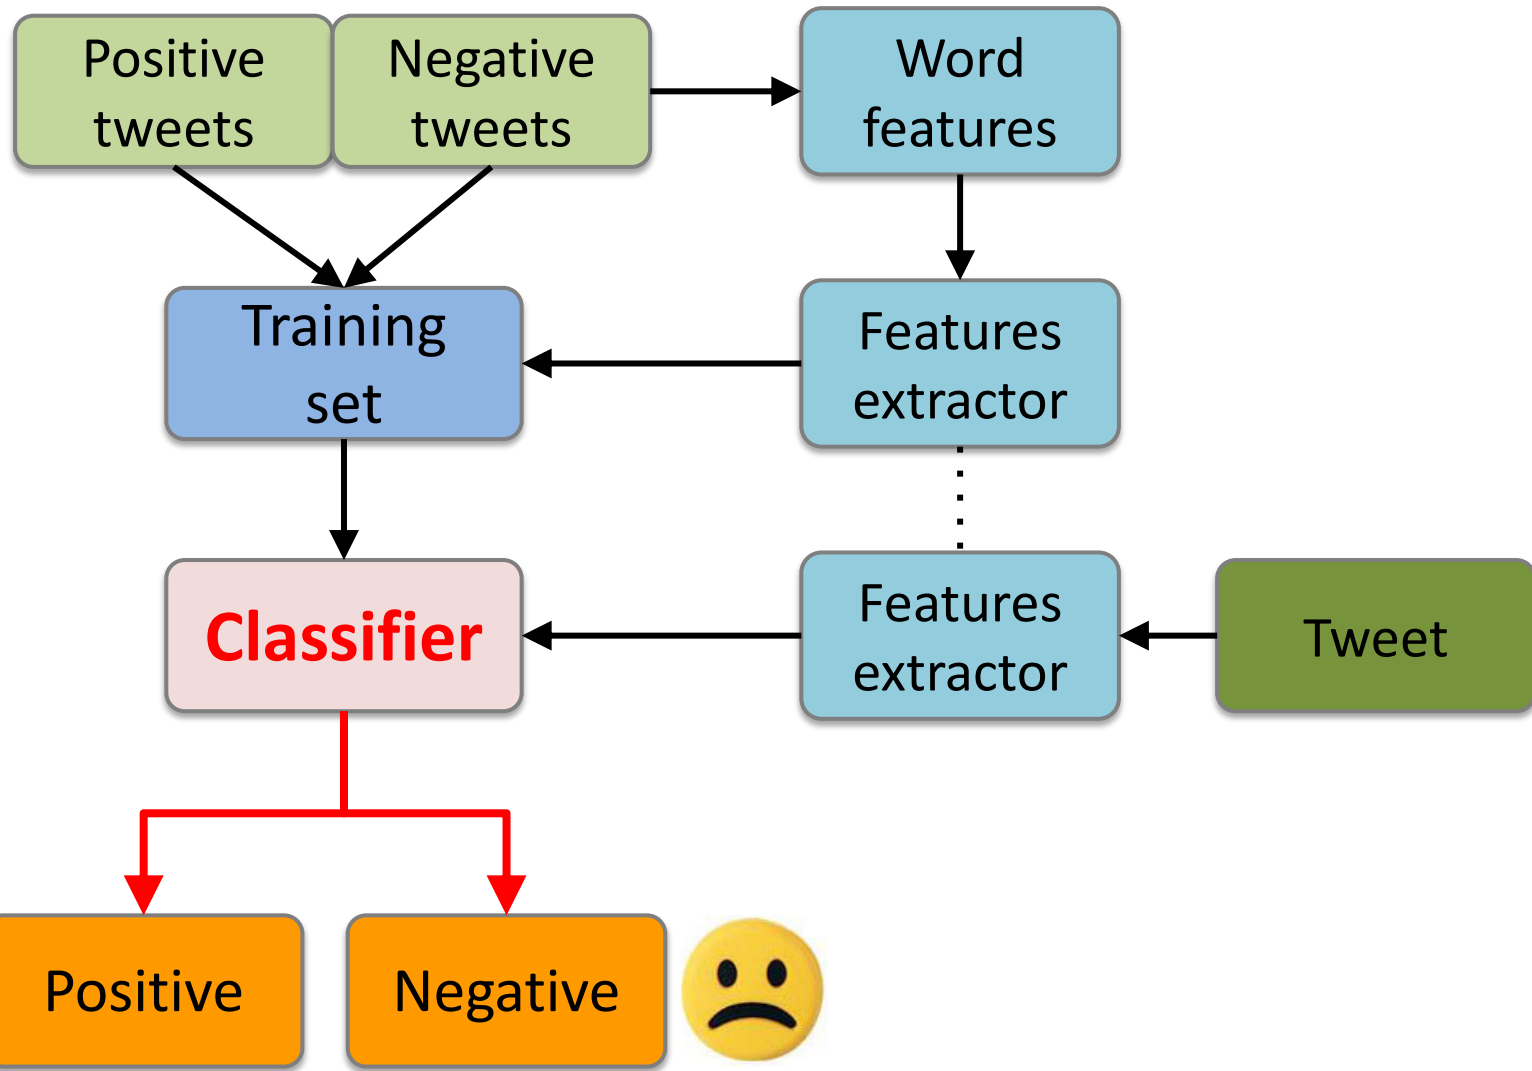 Positive
tweets
Negative
tweets
Word
features
Training
set
Features
extractor
Classifier
Features
extractor
Tweet
Positive
Negative